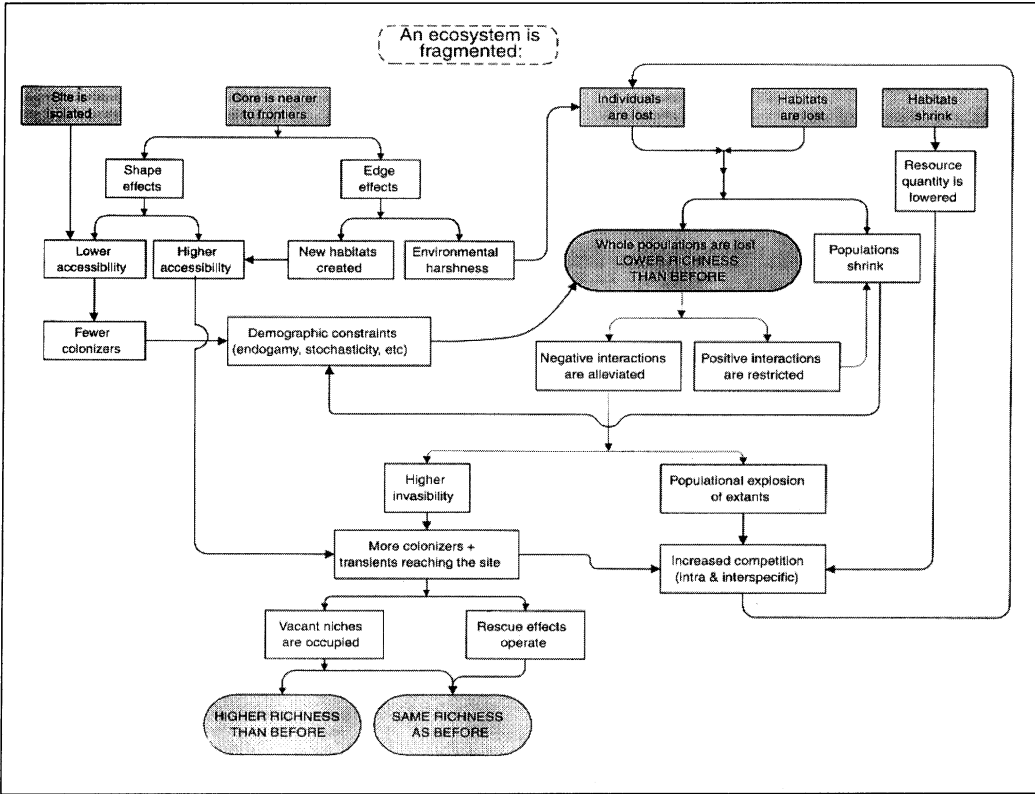 An ecosystem is
fragmented:
Site is
isolated
Core is nearer
to frontiers
Individuals
are lost
Habitats
are lost
Habitats
shrink
Shape
effects
Edge
effects
Resource
quantity is
lowered
Lower
accessibility
Higher
accessibility
New habitats
created
Environmental
harshness
Whole populations are lost
LOWER RICHNESS
THAN BEFORE
Populations
shrink
Fewer
colonizers
Demographic constraints
(endogamy, stochasticity, etc)
Negative interactions
are alleviated
Positive interactions
are restricted
Higher
invasibility
Populational explosion
of extants
More colonizers +
transients reaching the site
Increased competition
(intra & interspecific)
Vacant niches
are occupied
Rescue effects
operate
HIGHER RICHNESS
THAN BEFORE
SAME RICHNESS
AS BEFORE